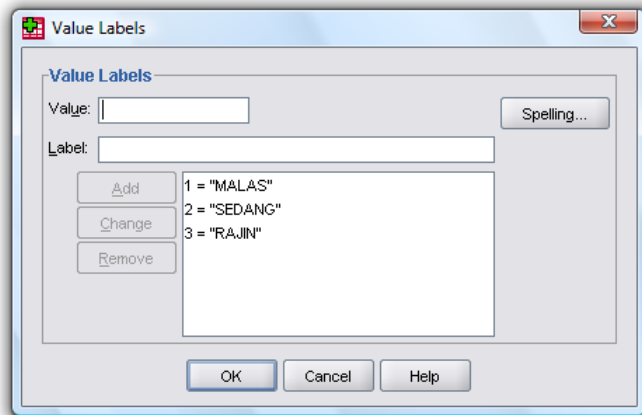 Value Labels
Value Labels
Value:
Spelling...
Label:
Add
1 = "MALAS"
Change
2 = "SEDANG"
3 = "RAJIN"
Remove
OK Cancel Help